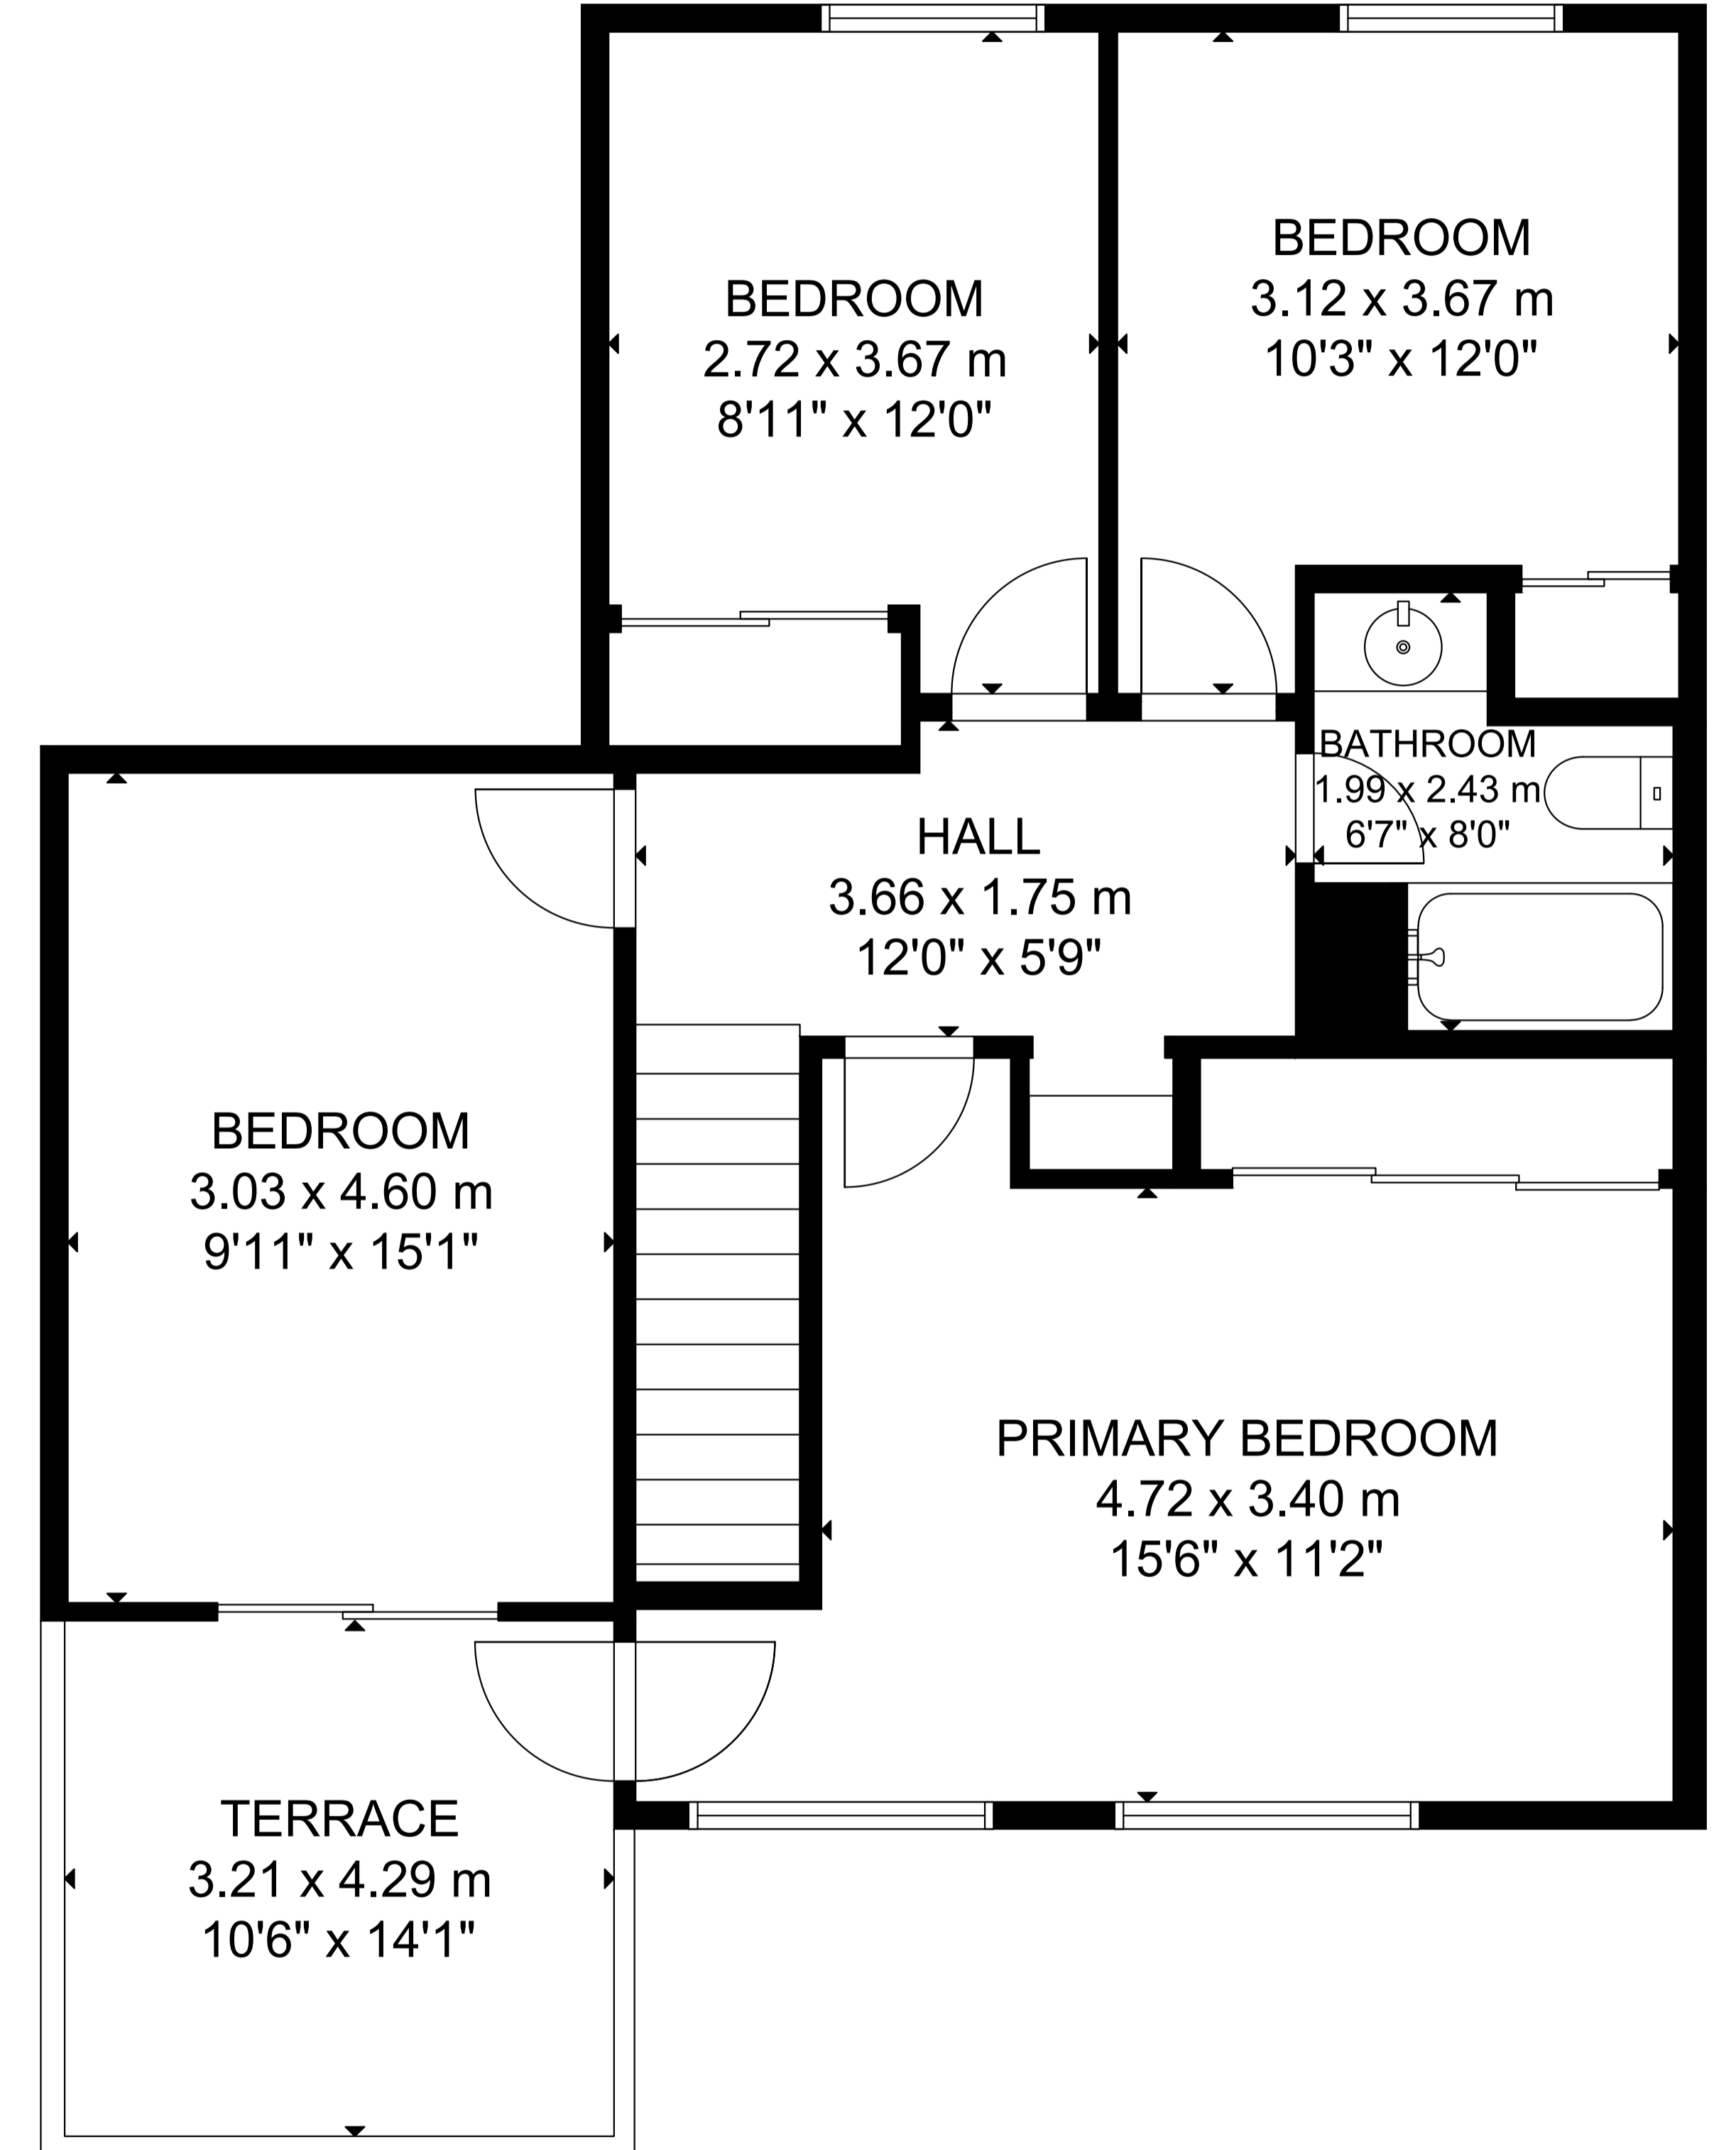 BEDROOM
2.72 x 3.67 m
8'11" x 12'0"
BEDROOM
3.12 x 3.67 m
10'3" x 12'0"
BATHROOM
1.99 x 2.43 m
6'7" x 8'0"
HALL
3.66 x 1.75 m
12'0" x 5'9"
BEDROOM
3.03 x 4.60 m
9'11" x 15'1"
PRIMARY BEDROOM
4.72 x 3.40 m
15'6" x 11'2"
TERRACE
3.21 x 4.29 m
10'6" x 14'1"